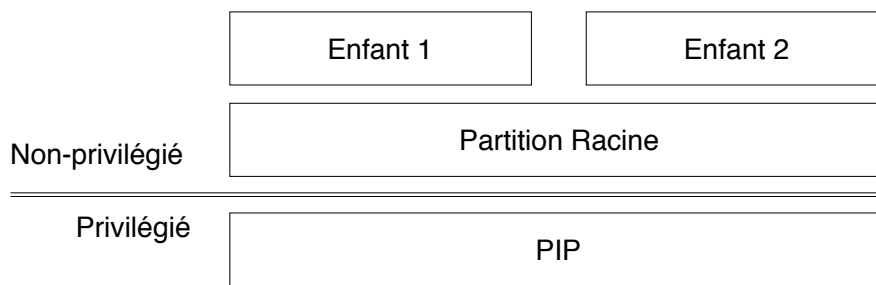 Enfant 1
Enfant 2
Partition Racine
Non-privilégié
Privilégié
PIP